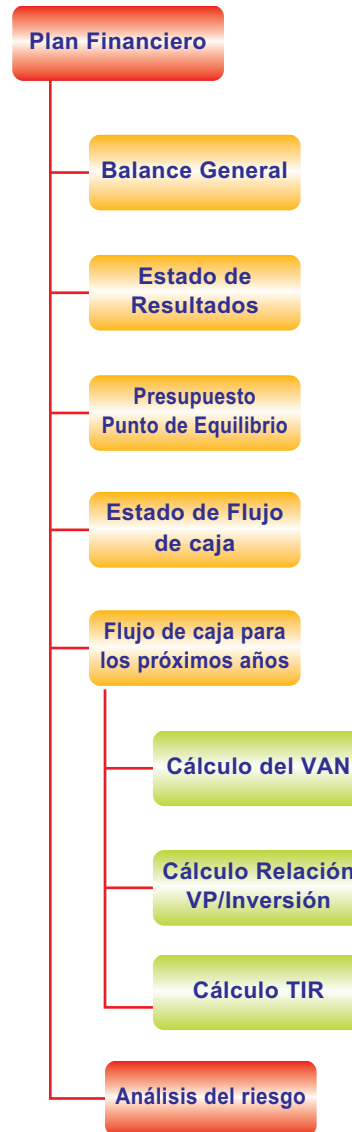 Plan Financiero
Balance General
Estado de
Resultados
Presupuesto
Punto de Equilibrio
Estado de Flujo
de caja
Flujo de caja para
los próximos años
Cálculo del VAN
Cálculo Relación
VP/Inversión
Cálculo TIR
Análisis del riesgo